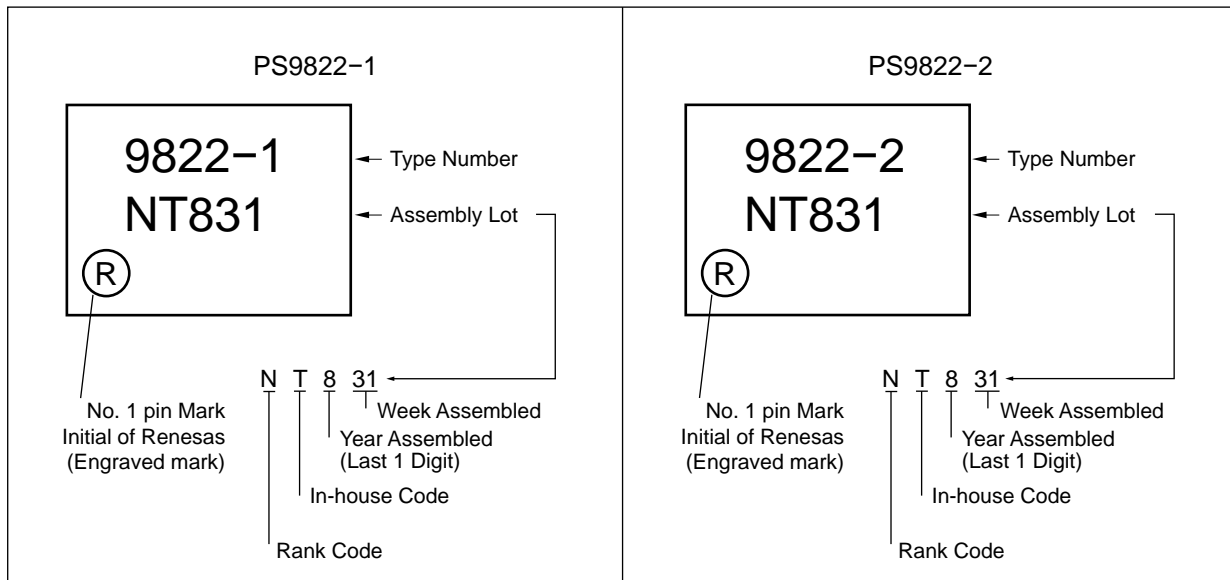 PS9822−1
9822−1
Type Number
NT831
Assembly Lot
R
N T 8 31
No. 1 pin Mark
Initial of Renesas
(Engraved mark)
Week Assembled
Year Assembled
(Last 1 Digit)
In-house Code
Rank Code
PS9822−2
9822−2
Type Number
NT831
Assembly Lot
R
N T 8 31
No. 1 pin Mark
Initial of Renesas
(Engraved mark)
Week Assembled
Year Assembled
(Last 1 Digit)
In-house Code
Rank Code